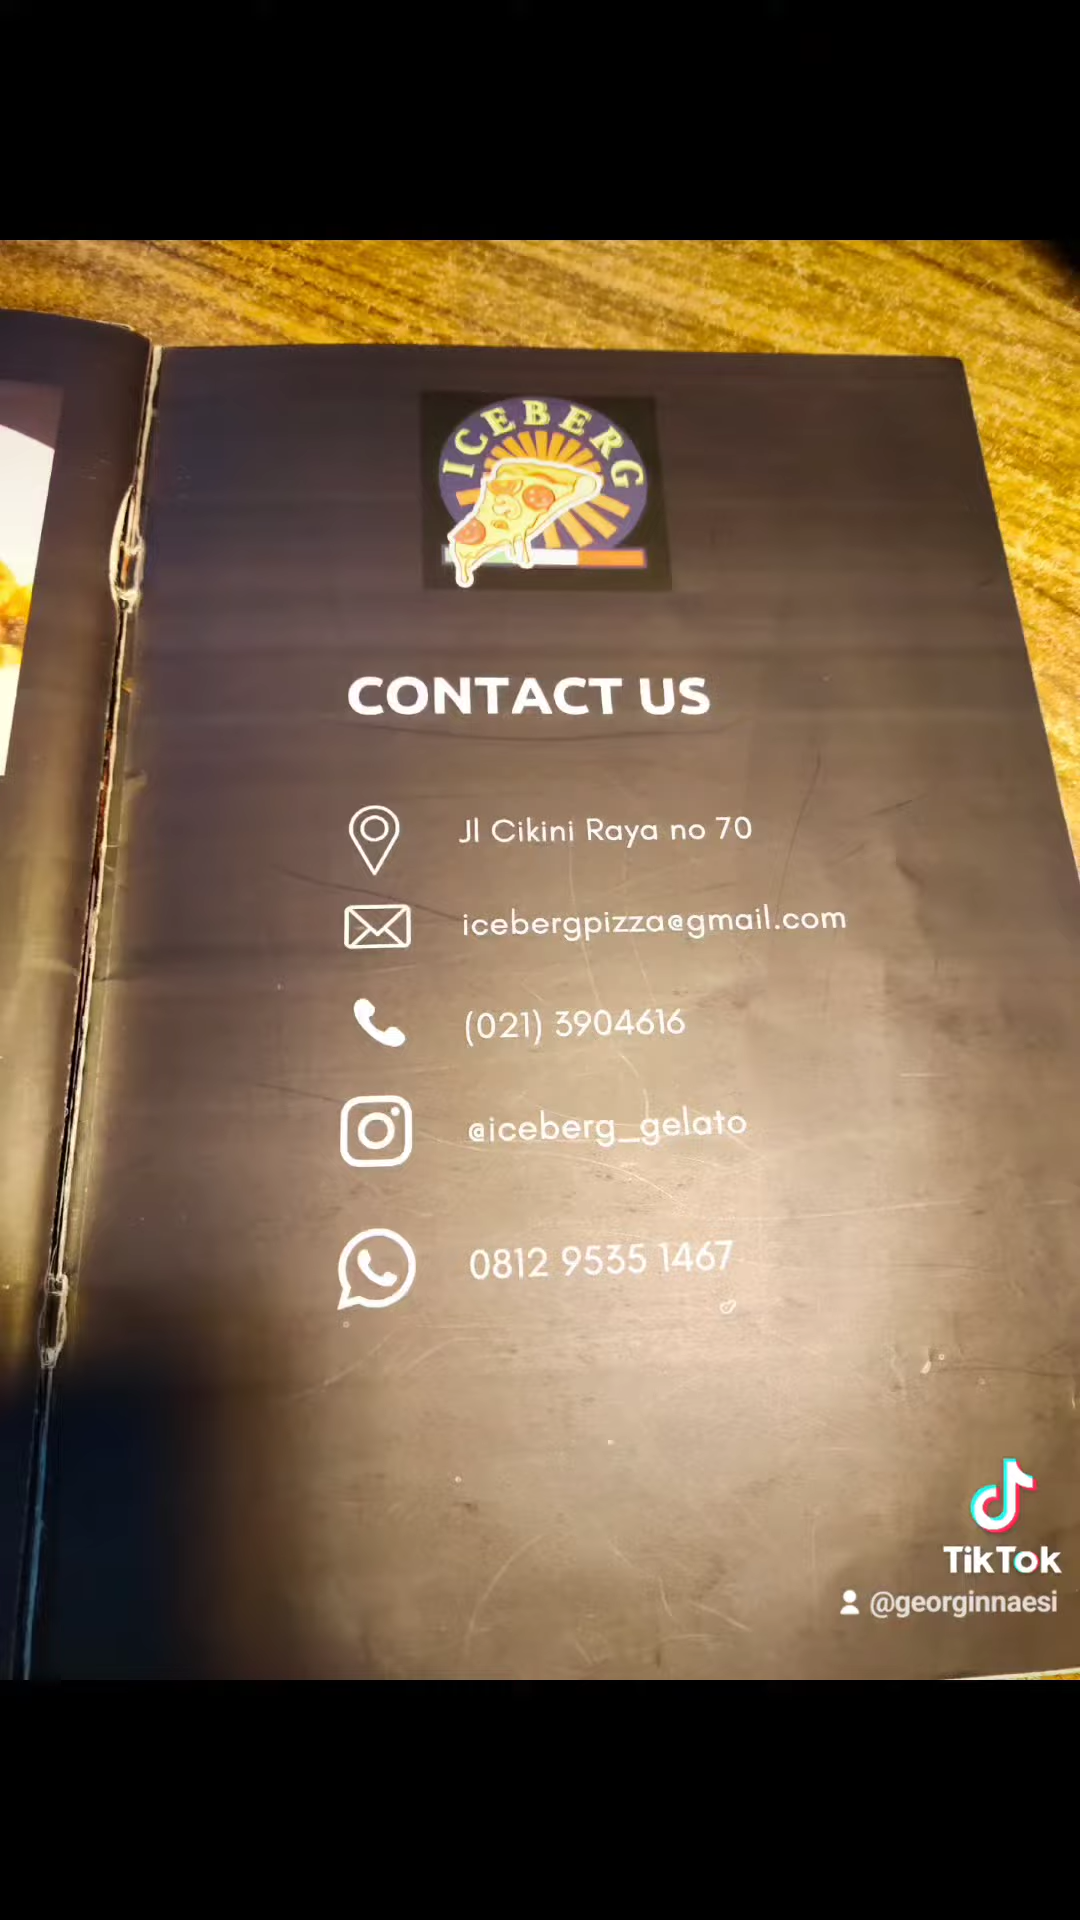 ICEBERG
CONTACT US
Jl Cikini Raya no 70
icebergpizza@gmail.com
(021) 3904616
@iceberg_gelato
0812 9535 1467
TikTok
@georginnaesi